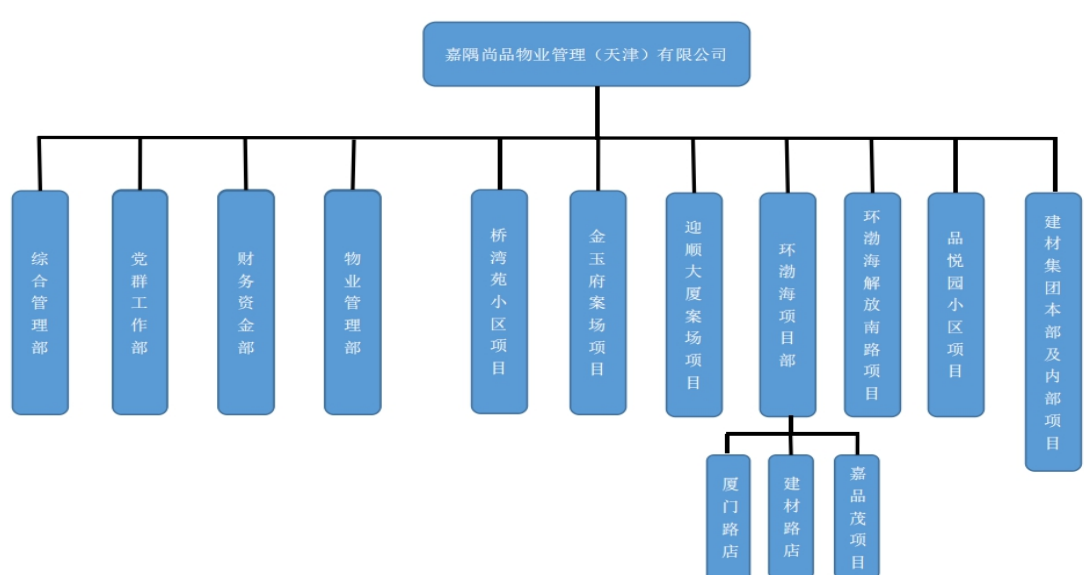 嘉隅尚品物业管理（天津）有限公司
综合管理部
党群工作部
财务资金部
物业管理部
桥湾苑小区项目
金玉府案场项目
迎顺大厦案场项目
环渤海项目部
环渤海解放南路项目
品悦园小区项目
建材集团本部及内部项目
厦门路店
建材路店
嘉品茂项目